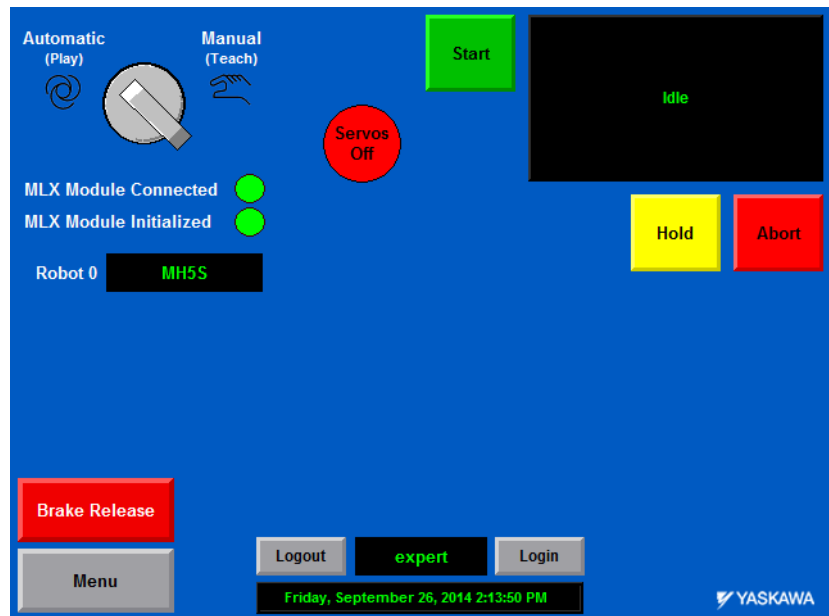 Automatic
(Play)
Manual
(Teach)
Start
Idle
Servos
Off
MLX Module Connected
MLX Module Initialized
Hold
Abort
Robot 0
MH5S
Brake Release
Menu
Logout
expert
Login
Friday, September 26, 2014 2:13:50 PM
YASKAWA